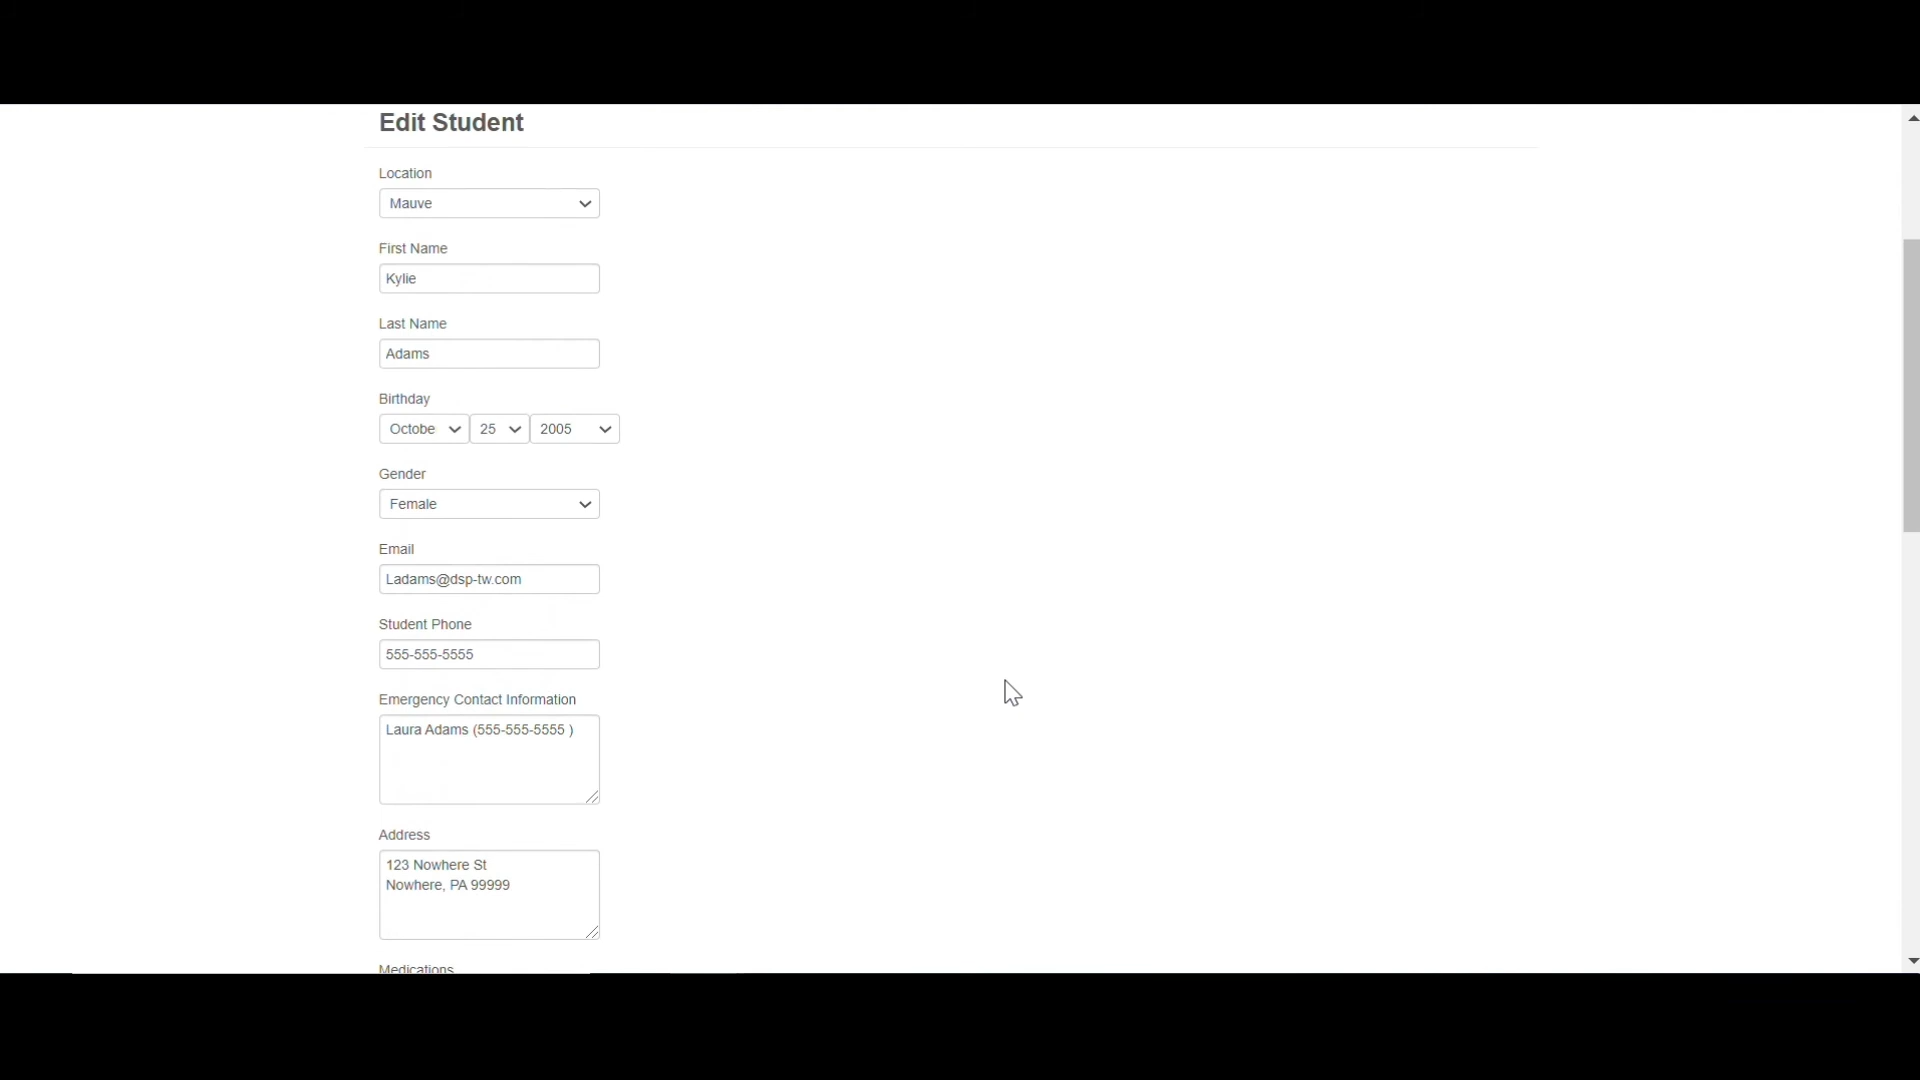 Edit Student
Location
Mauve
First Name
Kylie
Last Name
Adams
Birthday
Octobe 25 2005
Gender
Female
Email
Ladams@dsp-tw.com
Student Phone
555-555-5555
Emergency Contact Information
Laura Adams (555-555-5555 )
Address
123 Nowhere St
Nowhere, PA 99999
Medications